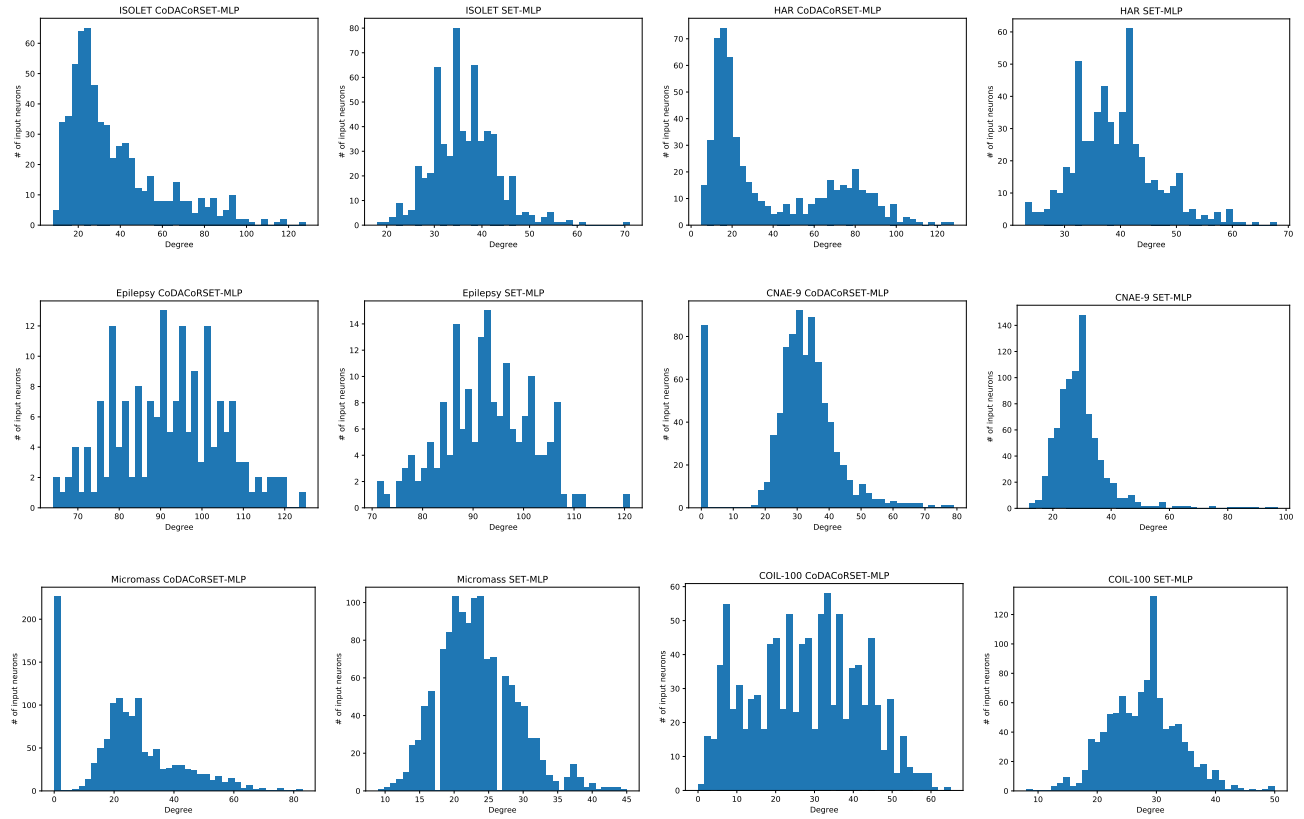 ISOLET CoDACoRSET-MLP
# of input neurons
60
50
40
30
20
10
0
20 40 60 80 100 120
Degree
ISOLET SET-MLP
# of input neurons
80
70
60
50
40
30
20
10
0
20 30 40 50 60 70
Degree
HAR CoDACoRSET-MLP
# of input neurons
70
60
50
40
30
20
10
0
0 20 40 60 80 100 120
Degree
HAR SET-MLP
# of input neurons
60
50
40
30
20
10
0
30 40 50 60 70
Degree
Epilepsy CoDACoRSET-MLP
# of input neurons
12
10
8
6
4
2
0
70 80 90 100 110 120
Degree
Epilepsy SET-MLP
# of input neurons
14
12
10
8
6
4
2
0
70 80 90 100 110 120
Degree
CNAE-9 CoDACoRSET-MLP
# of input neurons
80
60
40
20
0
0 10 20 30 40 50 60 70 80
Degree
CNAE-9 SET-MLP
# of input neurons
140
120
100
80
60
40
20
0
20 40 60 80 100
Degree
Micromass CoDACoRSET-MLP
# of input neurons
200
150
100
50
0
0 20 40 60 80
Degree
Micromass SET-MLP
# of input neurons
100
80
60
40
20
0
10 15 20 25 30 35 40 45
Degree
COIL-100 CoDACoRSET-MLP
# of input neurons
60
50
40
30
20
10
0
0 10 20 30 40 50 60
Degree
COIL-100 SET-MLP
# of input neurons
120
100
80
60
40
20
0
10 20 30 40 50
Degree